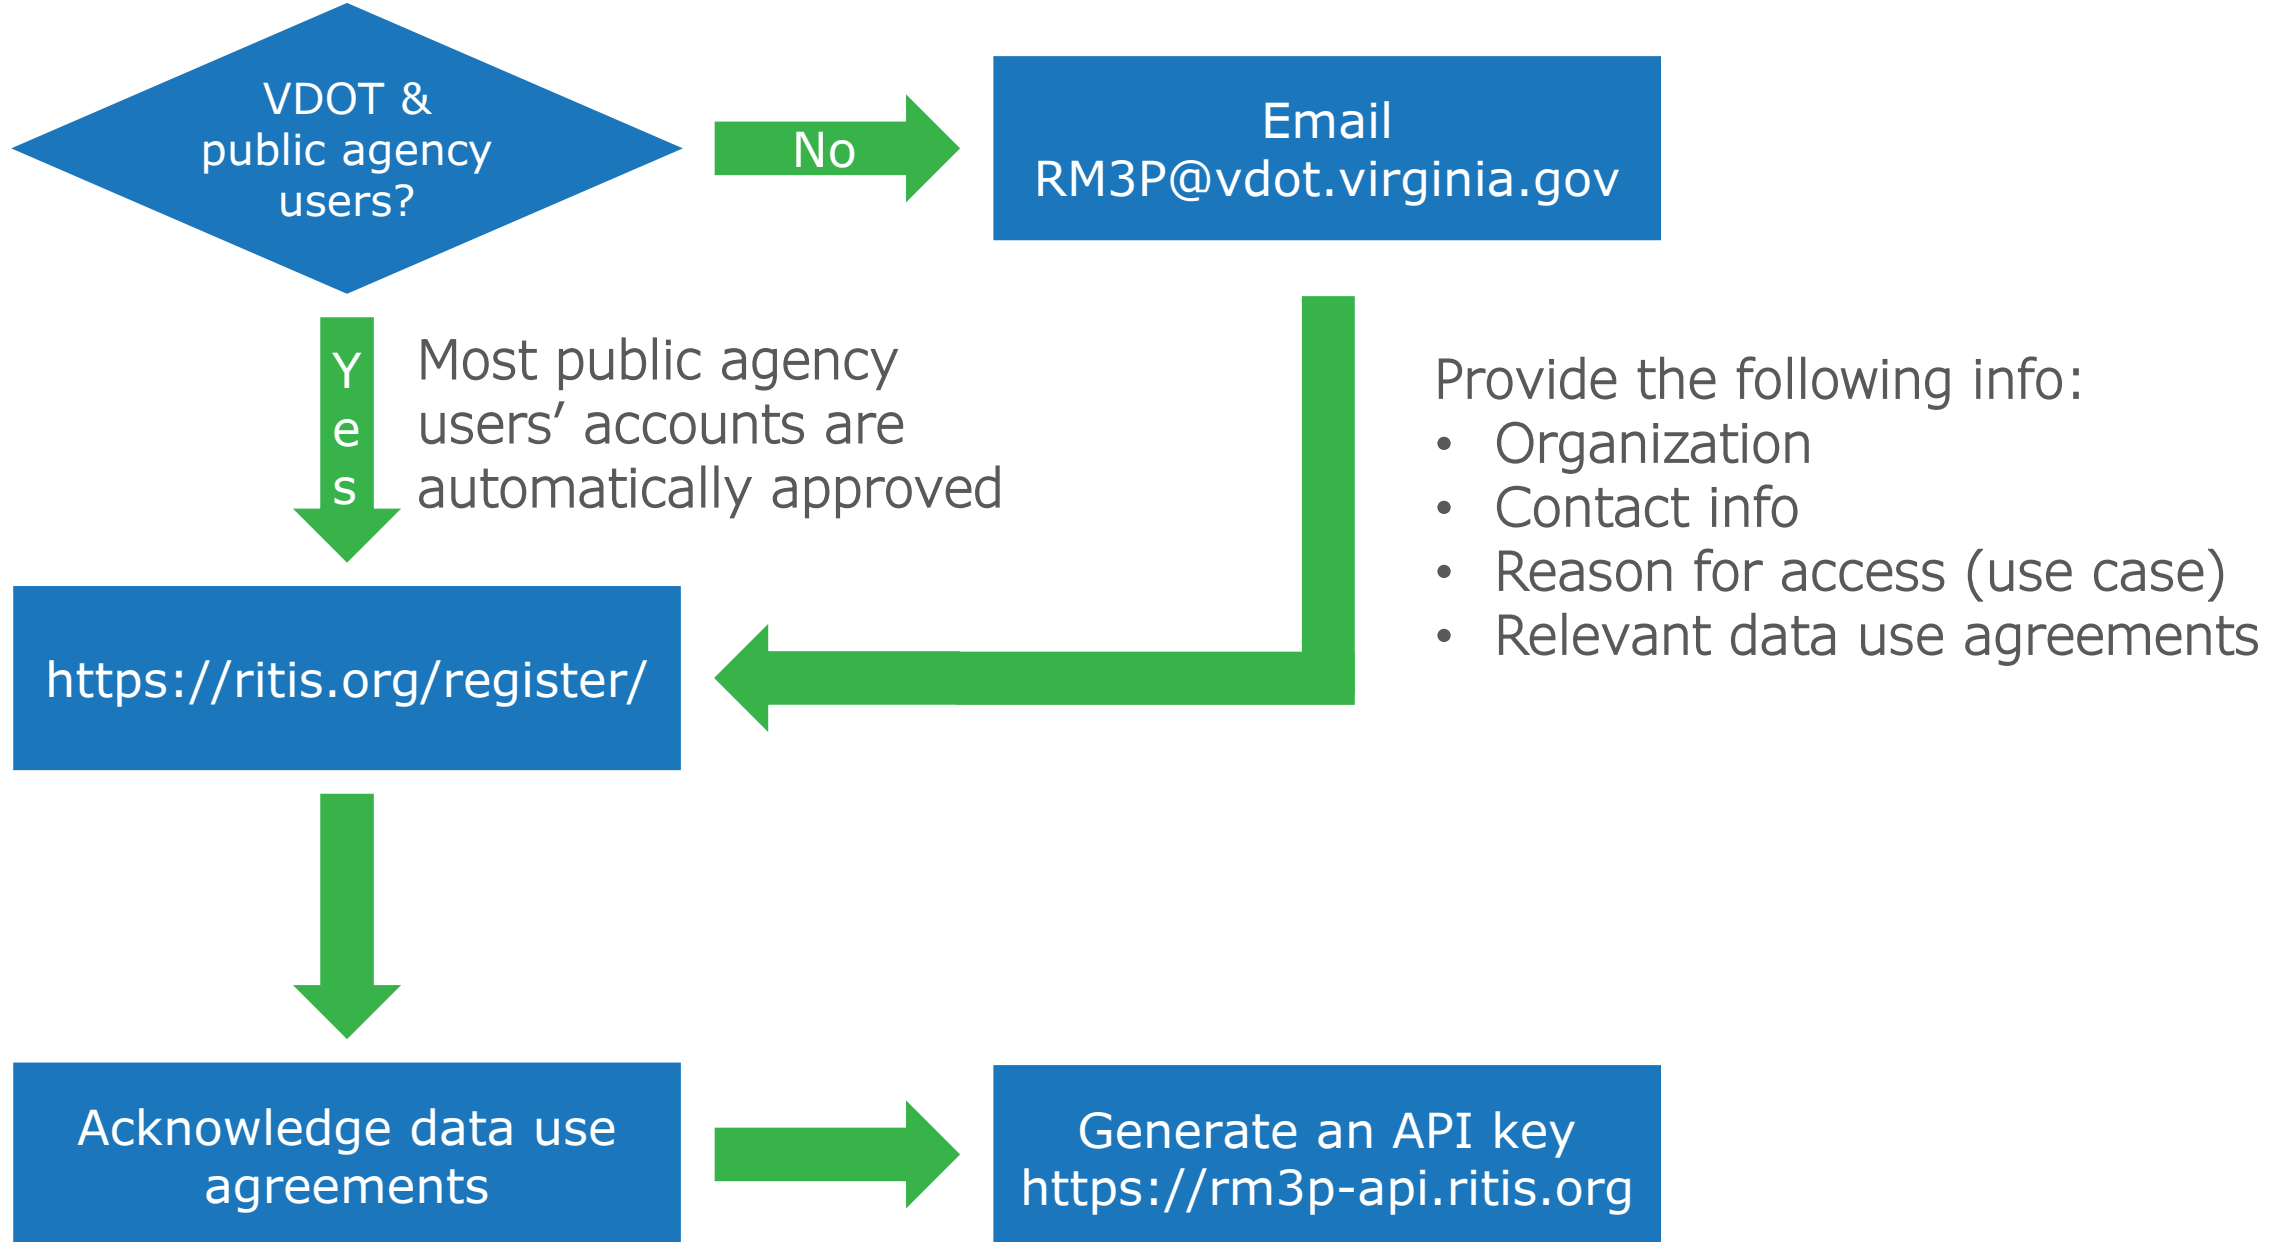 VDOT &
public agency
users?
No
Email
RM3P@vdot.virginia.gov
Yes
Most public agency
users’ accounts are
automatically approved
Provide the following info:
• Organization
• Contact info
• Reason for access (use case)
• Relevant data use agreements
https://ritis.org/register/
Acknowledge data use
agreements
Generate an API key
https://rm3p-api.ritis.org